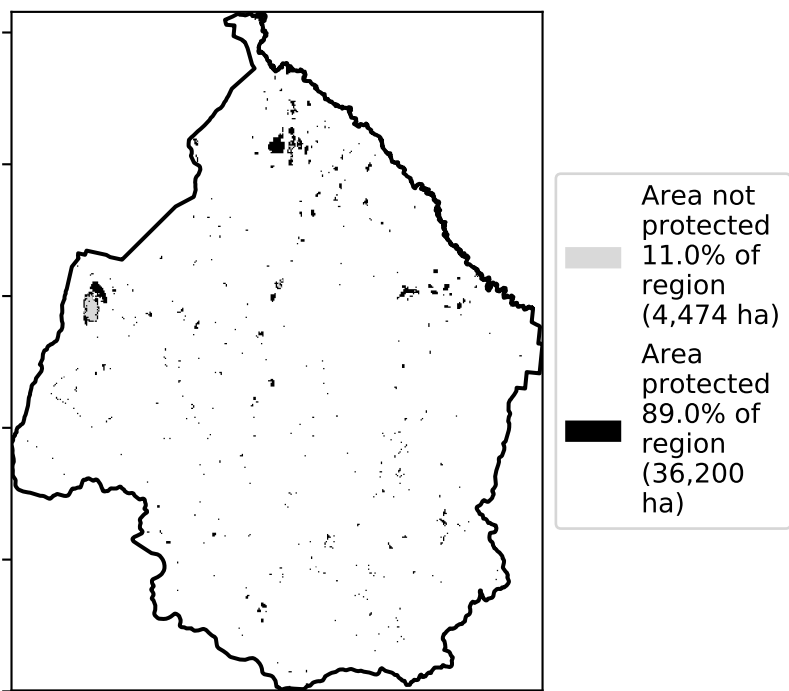 Area not
protected
11.0% of
region
(4,474 ha)
Area
protected
89.0% of
region
(36,200
ha)